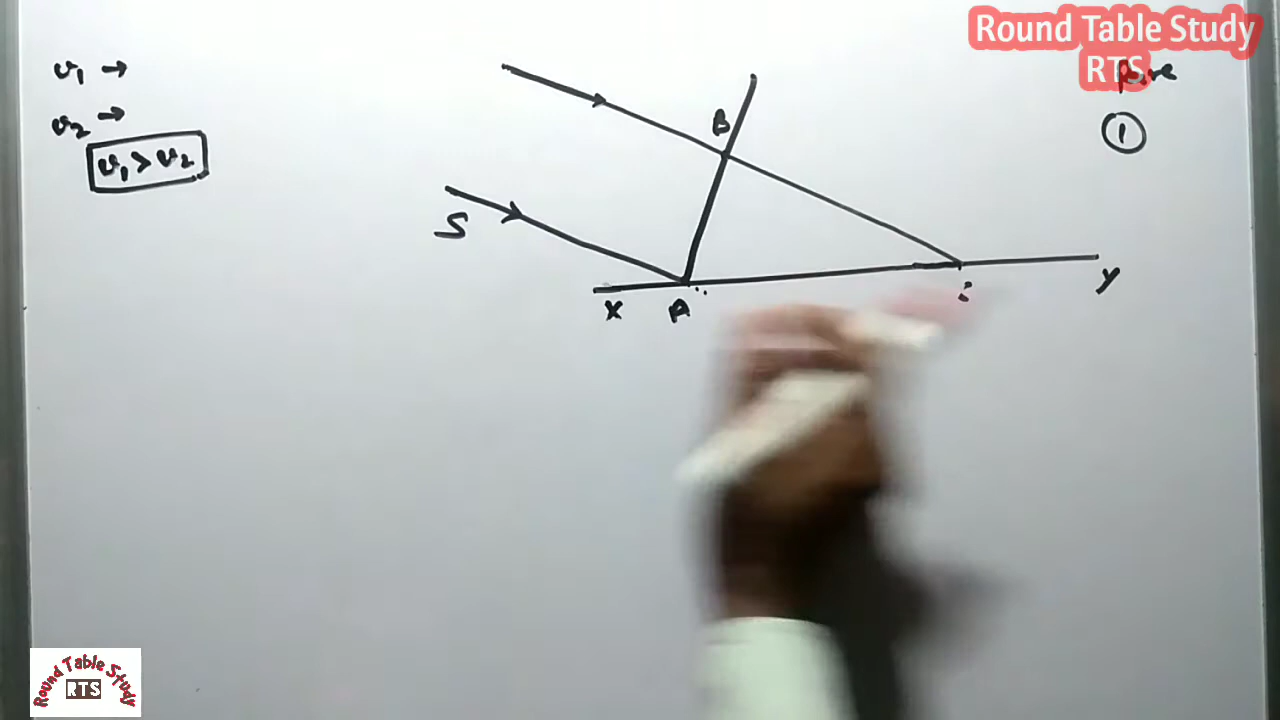 v₁ →
v₂ →
v₁ > v₂
Round Table Study
RTS
①
B
S
X
A
Y
Round Table Study
RTS